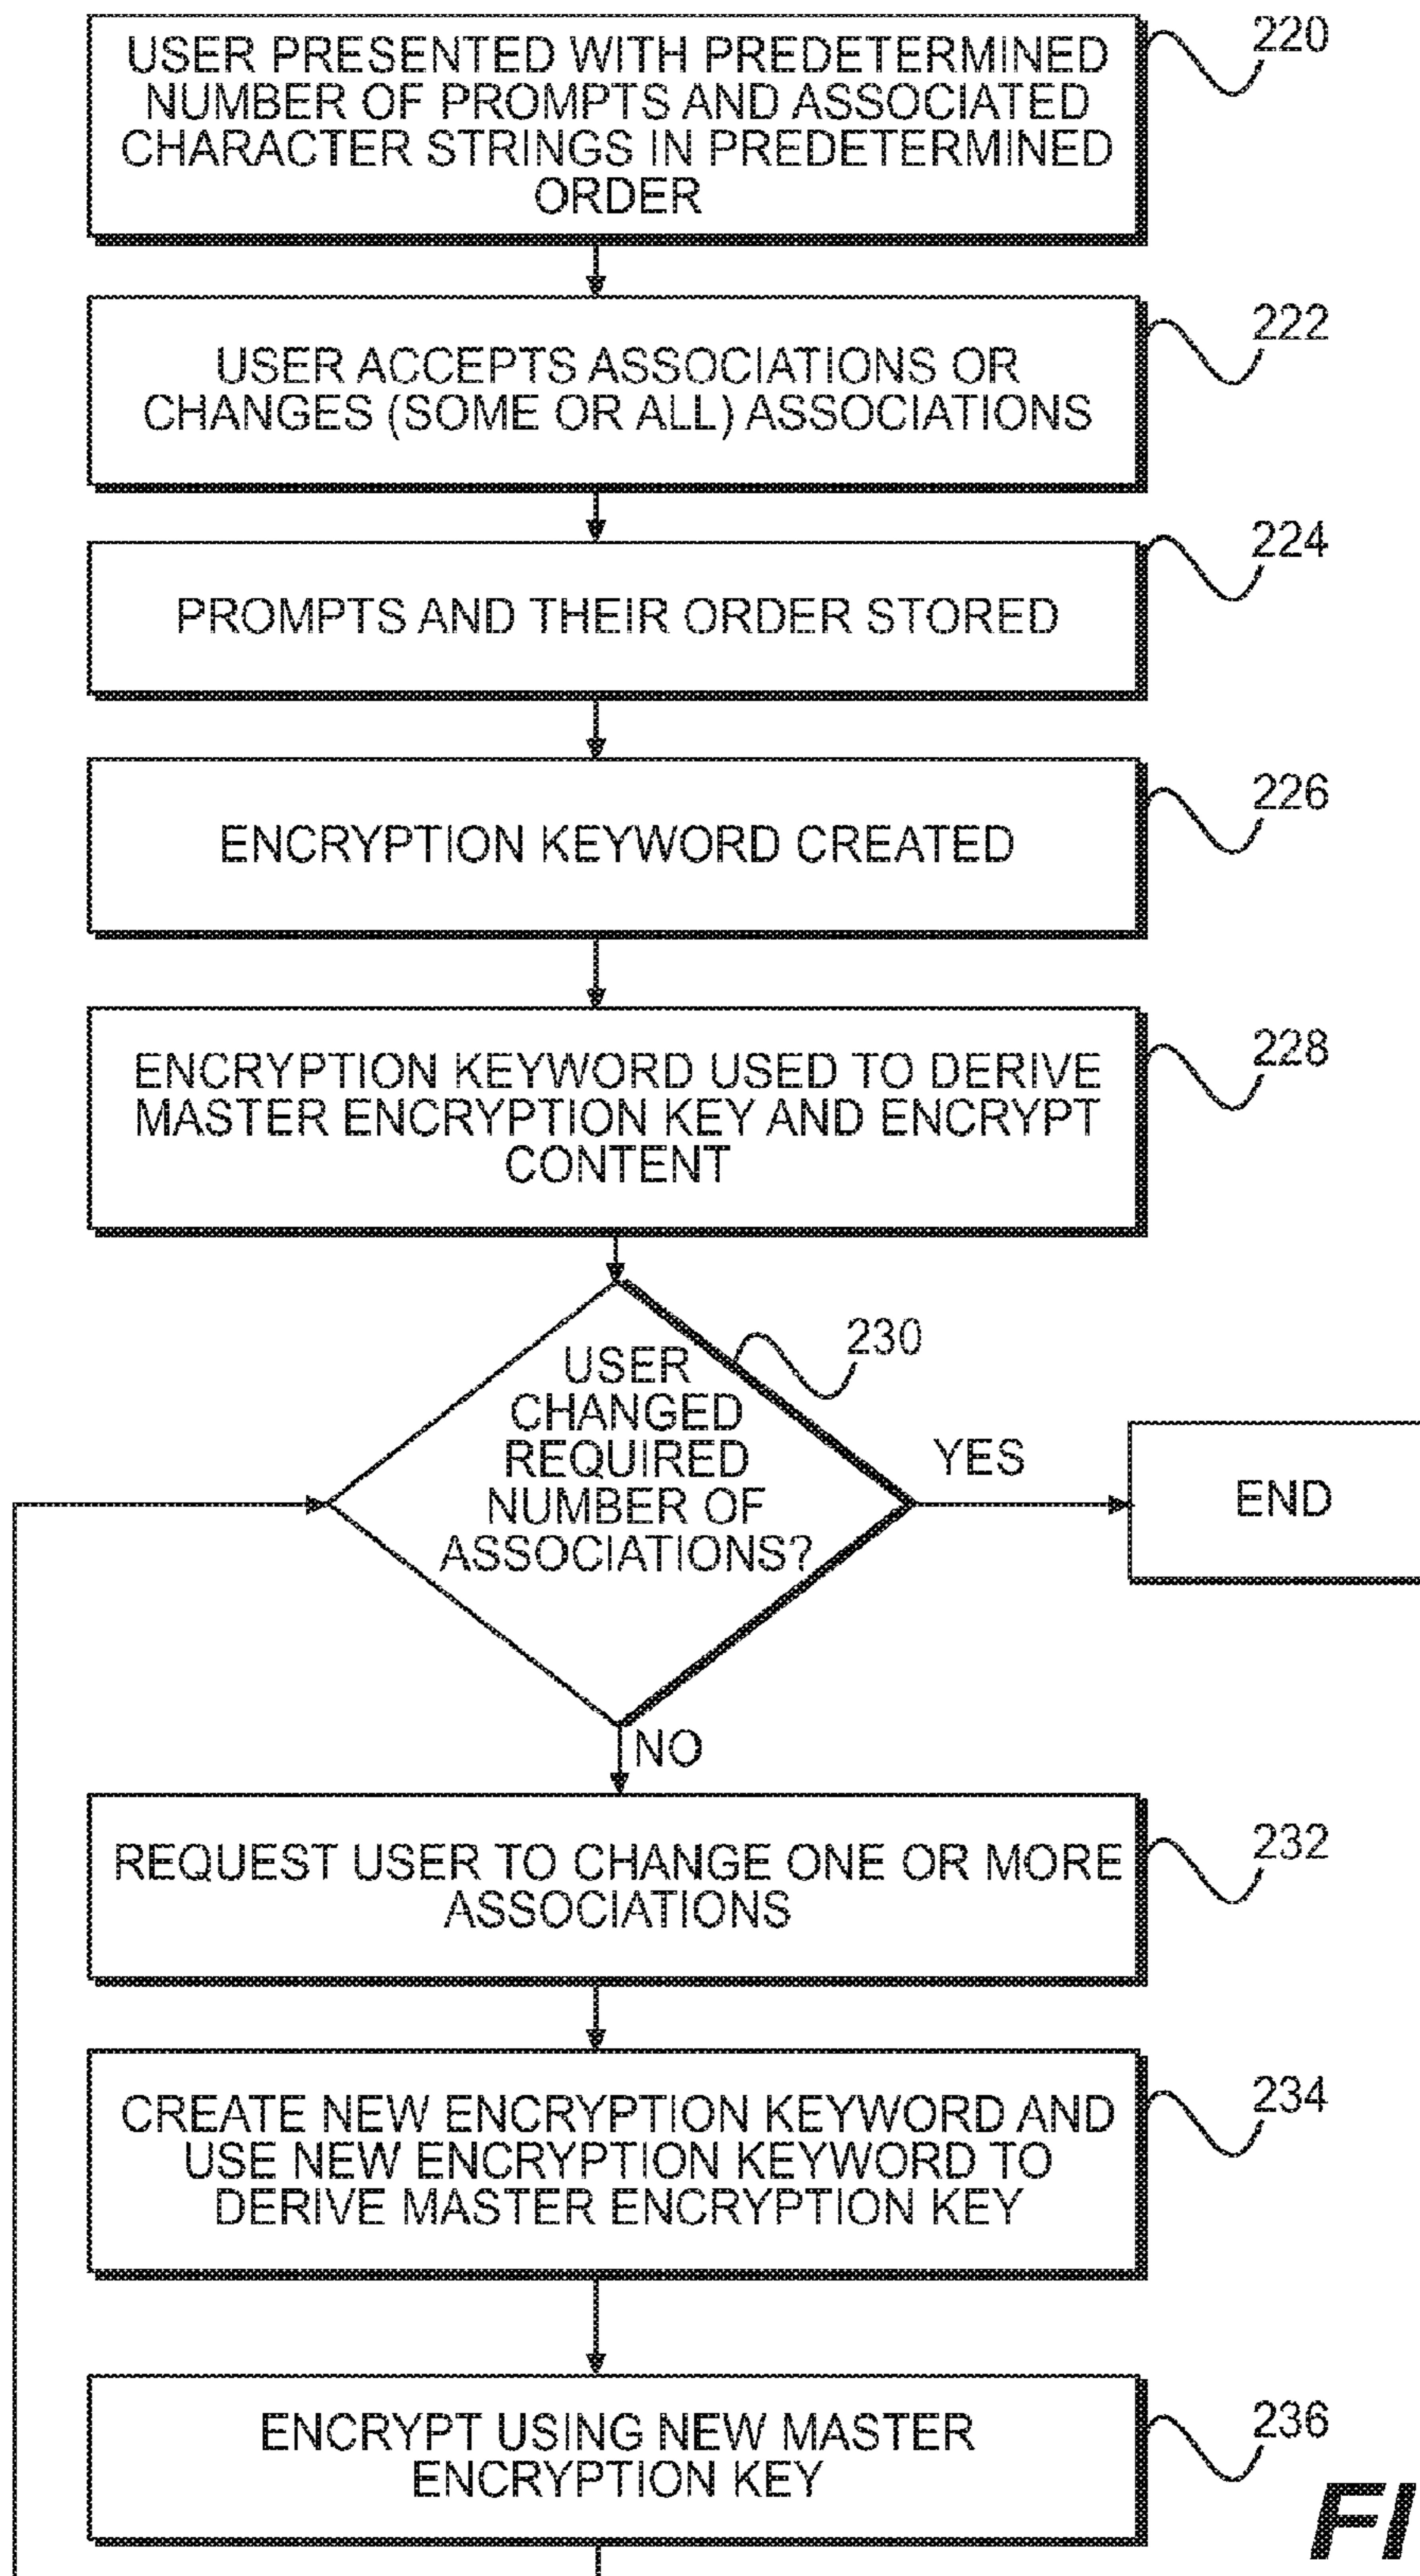 USER PRESENTED WITH PREDETERMINED
NUMBER OF PROMPTS AND ASSOCIATED
CHARACTER STRINGS IN PREDETERMINED
ORDER
220
USER ACCEPTS ASSOCIATIONS OR
CHANGES (SOME OR ALL) ASSOCIATIONS
222
PROMPTS AND THEIR ORDER STORED
224
ENCRYPTION KEYWORD CREATED
226
ENCRYPTION KEYWORD USED TO DERIVE
MASTER ENCRYPTION KEY AND ENCRYPT
CONTENT
228
USER
CHANGED
REQUIRED
NUMBER OF
ASSOCIATIONS?
230
YES
END
NO
REQUEST USER TO CHANGE ONE OR MORE
ASSOCIATIONS
232
CREATE NEW ENCRYPTION KEYWORD AND
USE NEW ENCRYPTION KEYWORD TO
DERIVE MASTER ENCRYPTION KEY
234
ENCRYPT USING NEW MASTER
ENCRYPTION KEY
236
FI